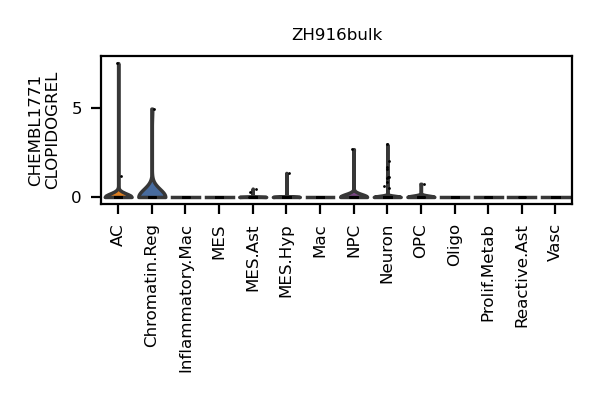 ZH916bulk
CHEMBL1771
CLOPIDOGREL
5
0
AC
Chromatin.Reg
Inflammatory.Mac
MES
MES.Ast
MES.Hyp
Mac
NPC
Neuron
OPC
Oligo
Prolif.Metab
Reactive.Ast
Vasc